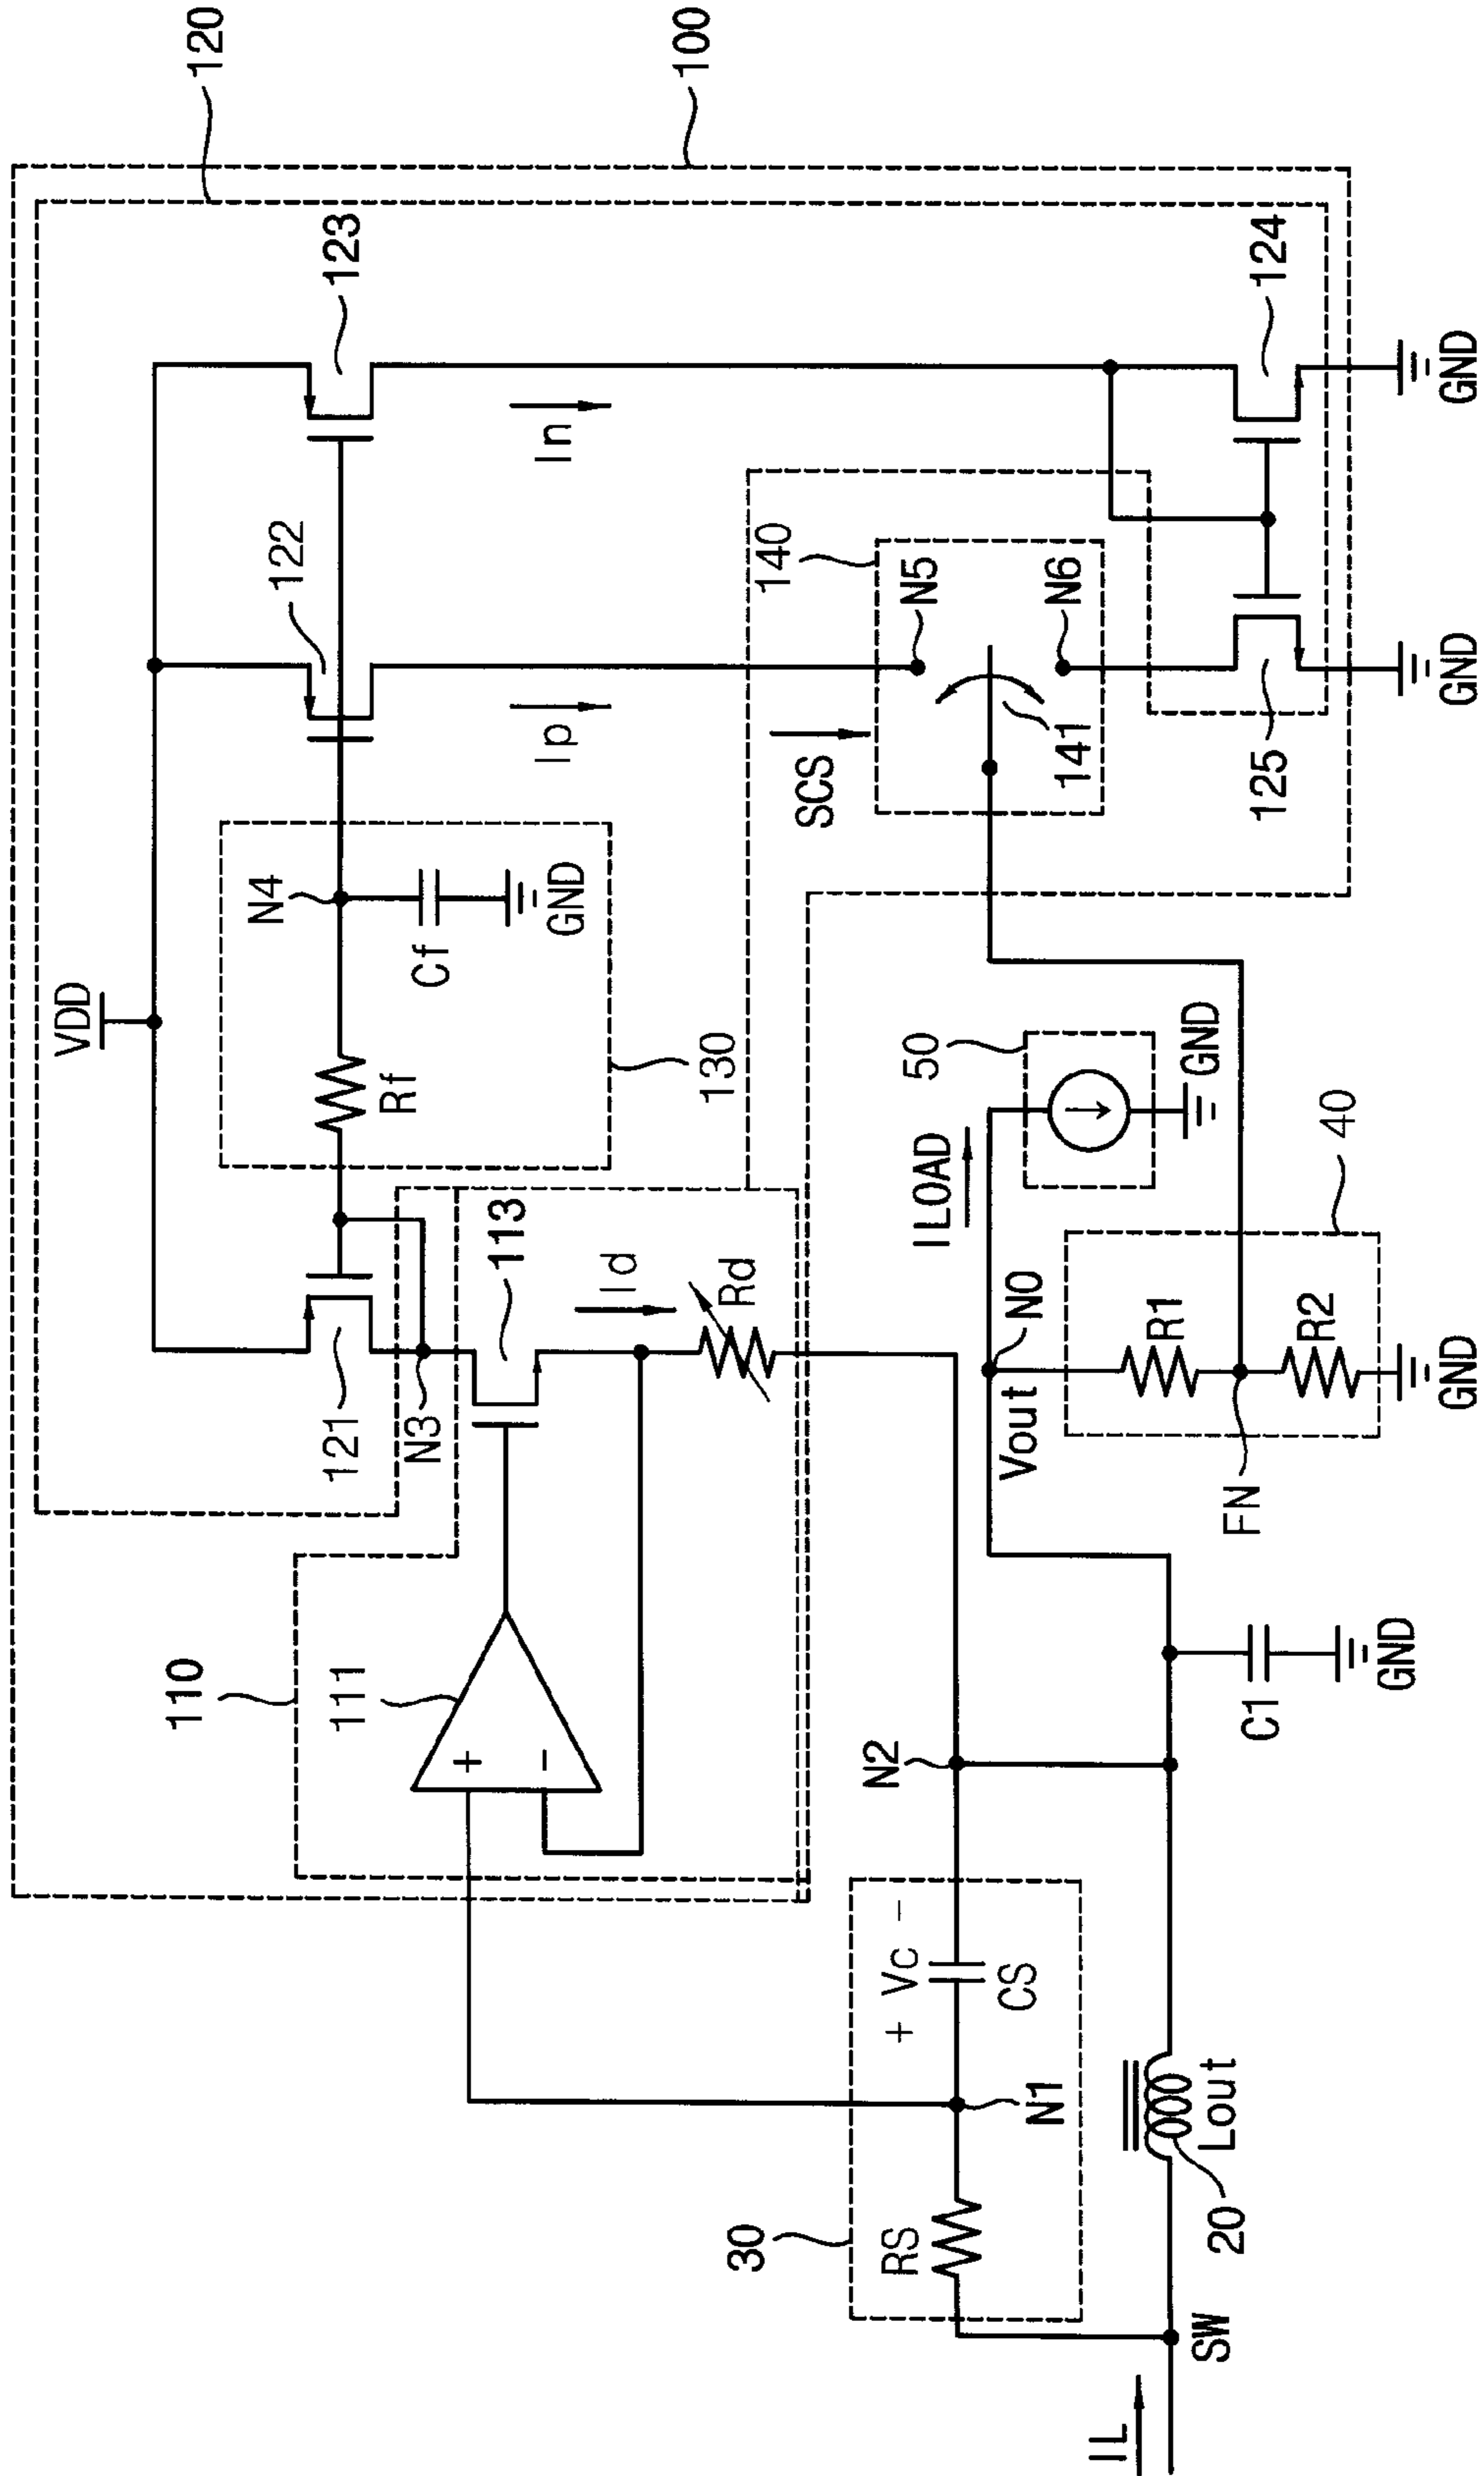 120
100
VDD
121
122
123
N3
N4
Rf
Cf
GND
130
Ip
In
110
111
+
-
113
Id
Rd
140
SCS
N5
N6
141
125
124
GND
GND
30
RS
+ Vc -
CS
N1
N2
IL
SW
20
Lout
C1
GND
Vout
N0
ILOAD
50
GND
40
R1
R2
FN
GND